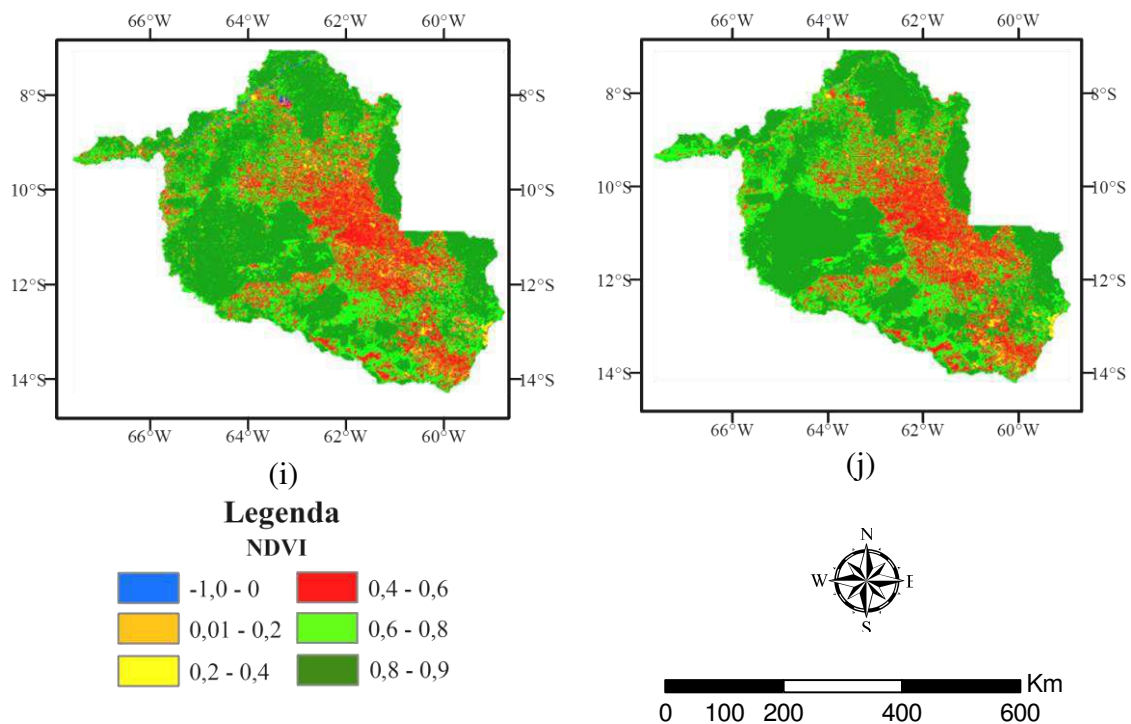 66°W 64°W 62°W 60°W
66°W 64°W 62°W 60°W
8°S 8°S 8°S 8°S
10°S 10°S 10°S 10°S
12°S 12°S 12°S 12°S
14°S 14°S 14°S 14°S
66°W 64°W 62°W 60°W
66°W 64°W 62°W 60°W
(i)
(j)
Legenda
NDVI
-1,0 - 0
0,4 - 0,6
0,01 - 0,2
0,6 - 0,8
0,2 - 0,4
0,8 - 0,9
N
W E
S
Km
0 100 200 400 600